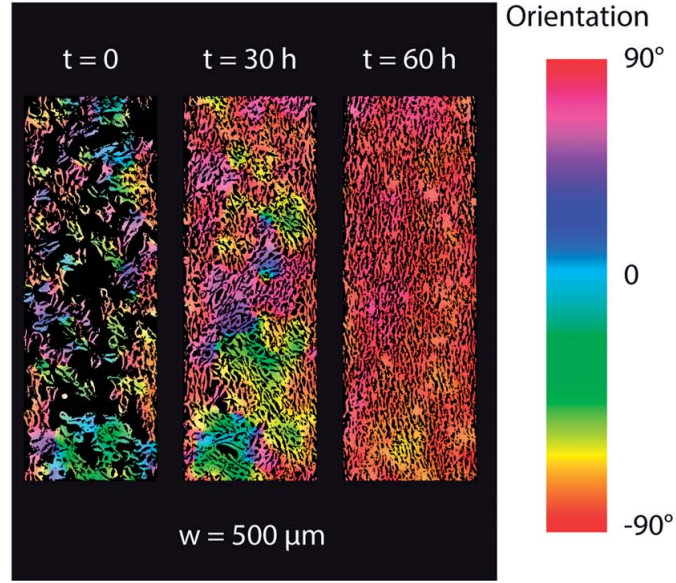 Orientation
t = 0 t = 30 h t = 60 h
90°
0
-90°
w = 500 µm